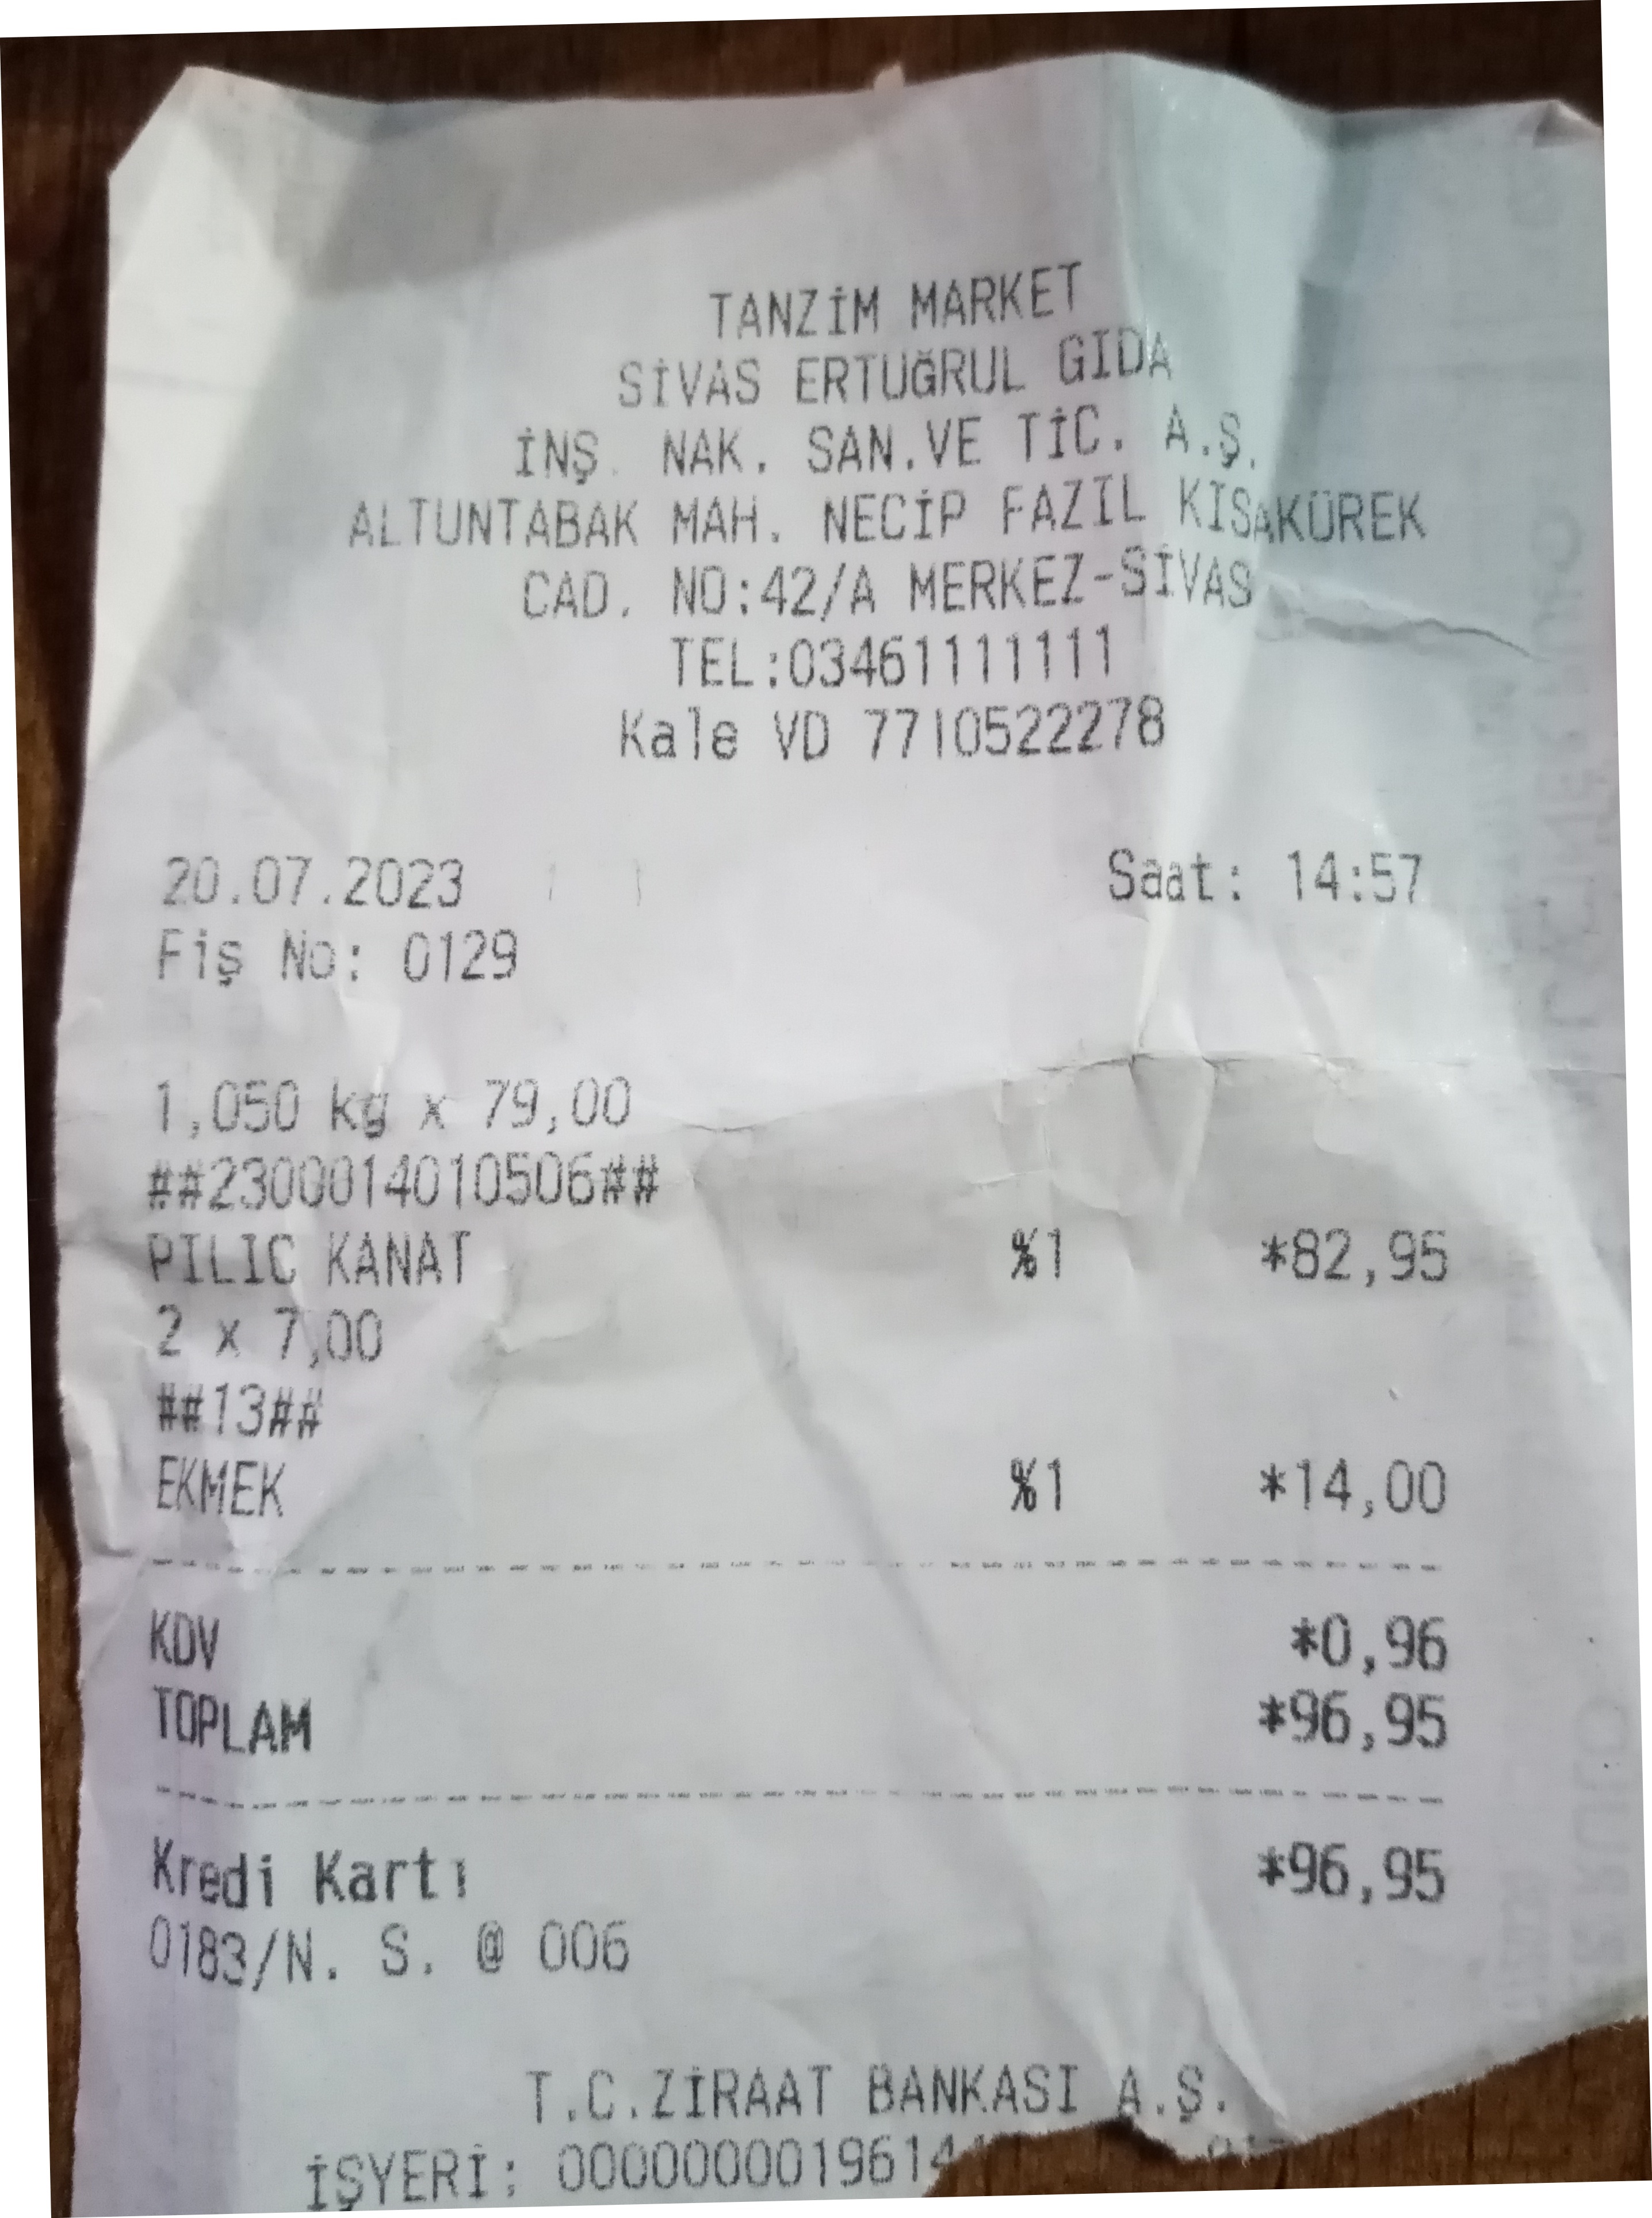 TANZİM MARKET
SİVAS ERTUĞRUL GIDA
İNŞ. NAK. SAN.VE TİC. A.Ş.
ALTUNTABAK MAH. NECİP FAZIL KISAKÜREK
CAD. NO:42/A MERKEZ-SİVAS
TEL:03461111111
Kale VD 7710522278
20.07.2023 Saat: 14:57
Fiş No: 0129
1,050 kg x 79,00
##2300014010506##
PILIC KANAT %1 *82,95
2 x 7,00
##13##
EKMEK %1 *14,00
KDV *0,96
TOPLAM *96,95
Kredi Kartı *96,95
0183/N. S. @ 006
T.C.ZİRAAT BANKASI A.Ş.
İŞYERİ: